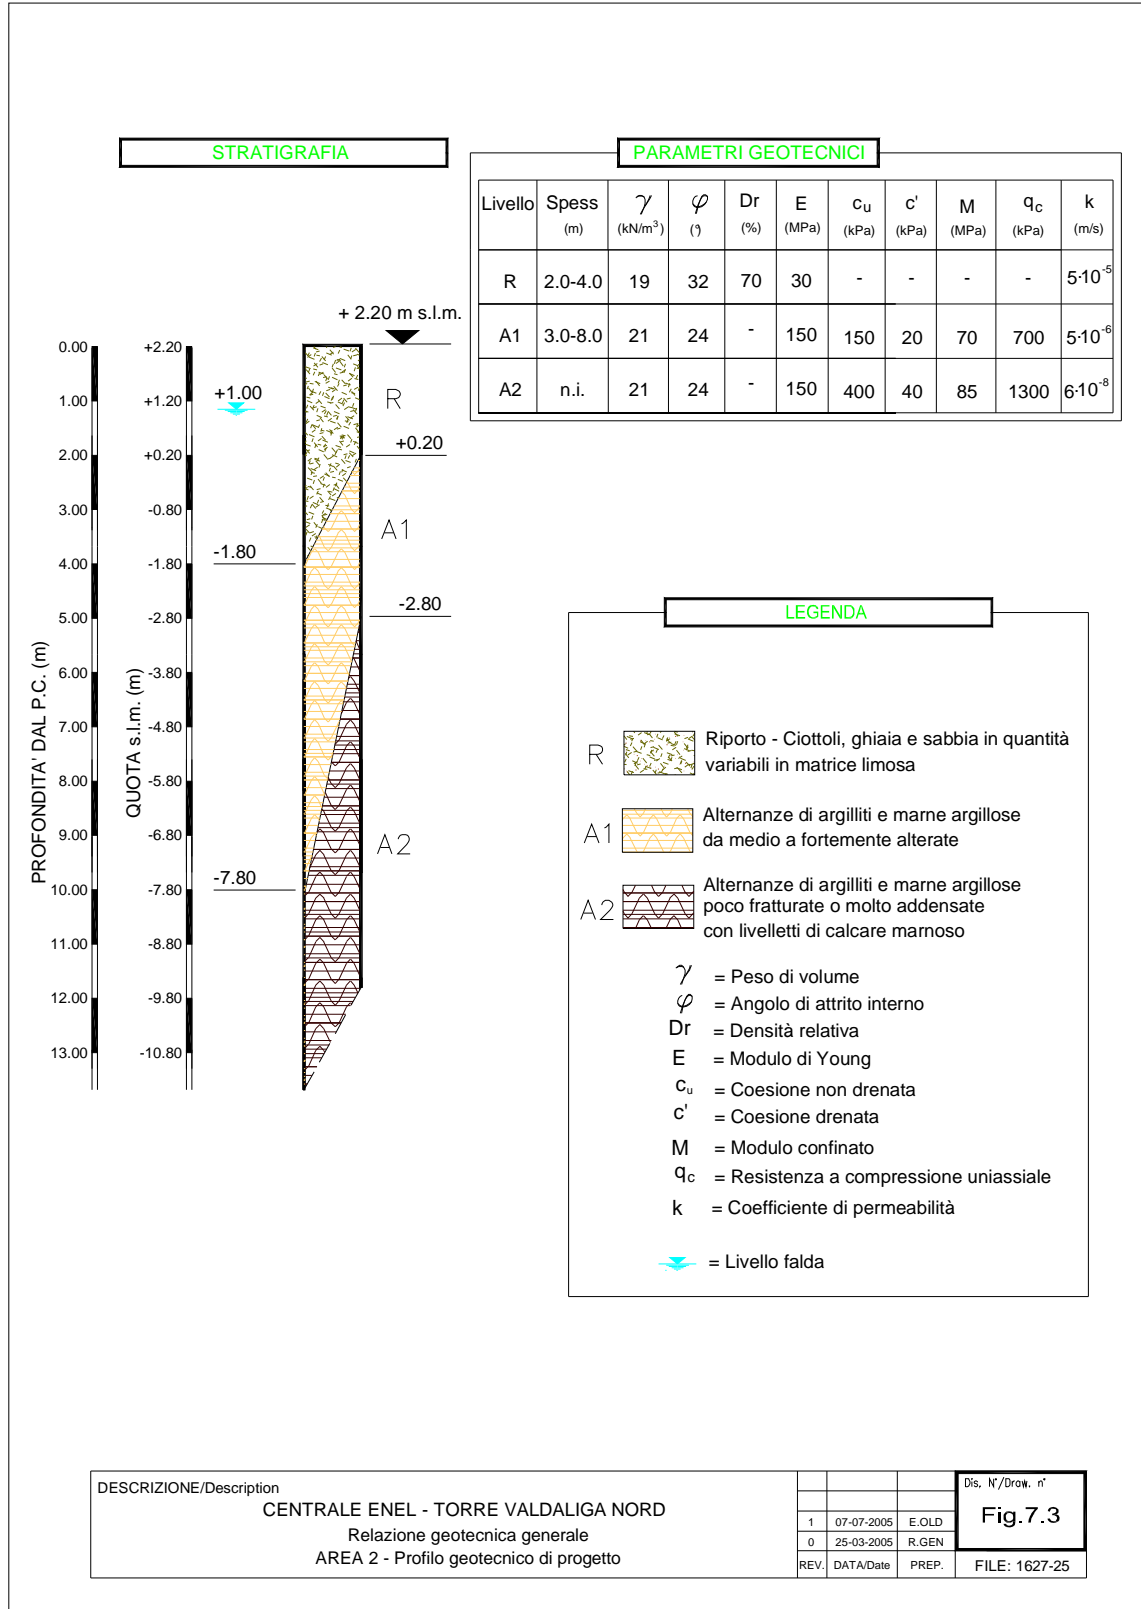 STRATIGRAFIA
PARAMETRI GEOTECNICI
Livello Spess γ φ Dr E cu c' M qc k
(m) (kN/m³) (°) (%) (MPa) (kPa) (kPa) (MPa) (kPa) (m/s)
R 2.0-4.0 19 32 70 30 - - - - 5·10⁻⁵
A1 3.0-8.0 21 24 - 150 150 20 70 700 5·10⁻⁶
A2 n.i. 21 24 - 150 400 40 85 1300 6·10⁻⁸
+ 2.20 m s.l.m.
PROFONDITA' DAL P.C. (m)
0.00
1.00
2.00
3.00
4.00
5.00
6.00
7.00
8.00
9.00
10.00
11.00
12.00
13.00
QUOTA s.l.m. (m)
+2.20
+1.20
+0.20
-0.80
-1.80
-2.80
-3.80
-4.80
-5.80
-6.80
-7.80
-8.80
-9.80
-10.80
+1.00
-1.80
-7.80
R
+0.20
A1
-2.80
A2
LEGENDA
R Riporto - Ciottoli, ghiaia e sabbia in quantità
variabili in matrice limosa
A1 Alternanze di argilliti e marne argillose
da medio a fortemente alterate
A2 Alternanze di argilliti e marne argillose
poco fratturate o molto addensate
con livelletti di calcare marnoso
γ = Peso di volume
φ = Angolo di attrito interno
Dr = Densità relativa
E = Modulo di Young
cu = Coesione non drenata
c' = Coesione drenata
M = Modulo confinato
qc = Resistenza a compressione uniassiale
k = Coefficiente di permeabilità
= Livello falda
DESCRIZIONE/Description
CENTRALE ENEL - TORRE VALDALIGA NORD
Relazione geotecnica generale
AREA 2 - Profilo geotecnico di progetto
1 07-07-2005 E.OLD
0 25-03-2005 R.GEN
REV. DATA/Date PREP.
Dis. N°/Draw. n°
Fig.7.3
FILE: 1627-25